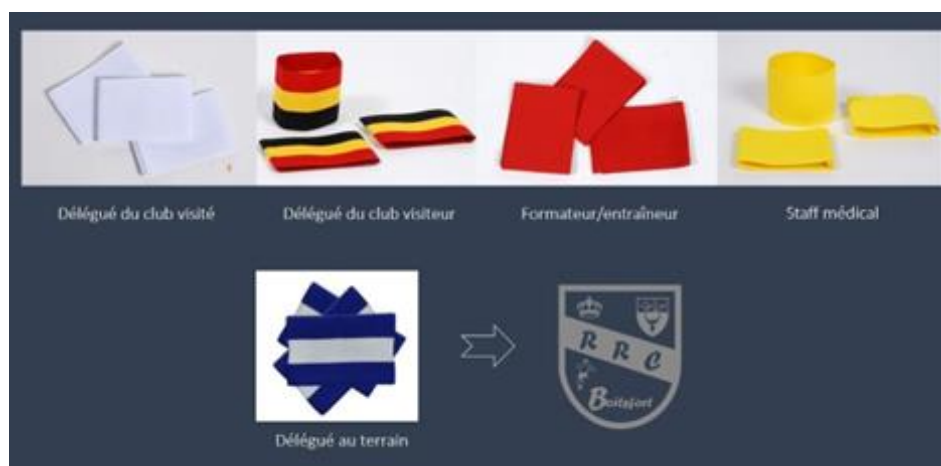 Délégué du club visité
Délégué du club visiteur
Formateur/entraîneur
Staff médical
Délégué au terrain
R R C
Boitsfort